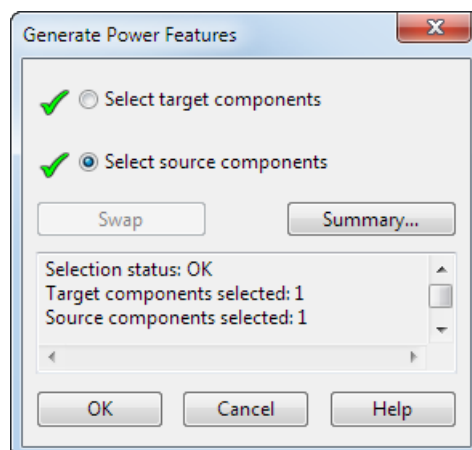 Generate Power Features
Select target components
Select source components
Swap Summary...
Selection status: OK
Target components selected: 1
Source components selected: 1
OK Cancel Help